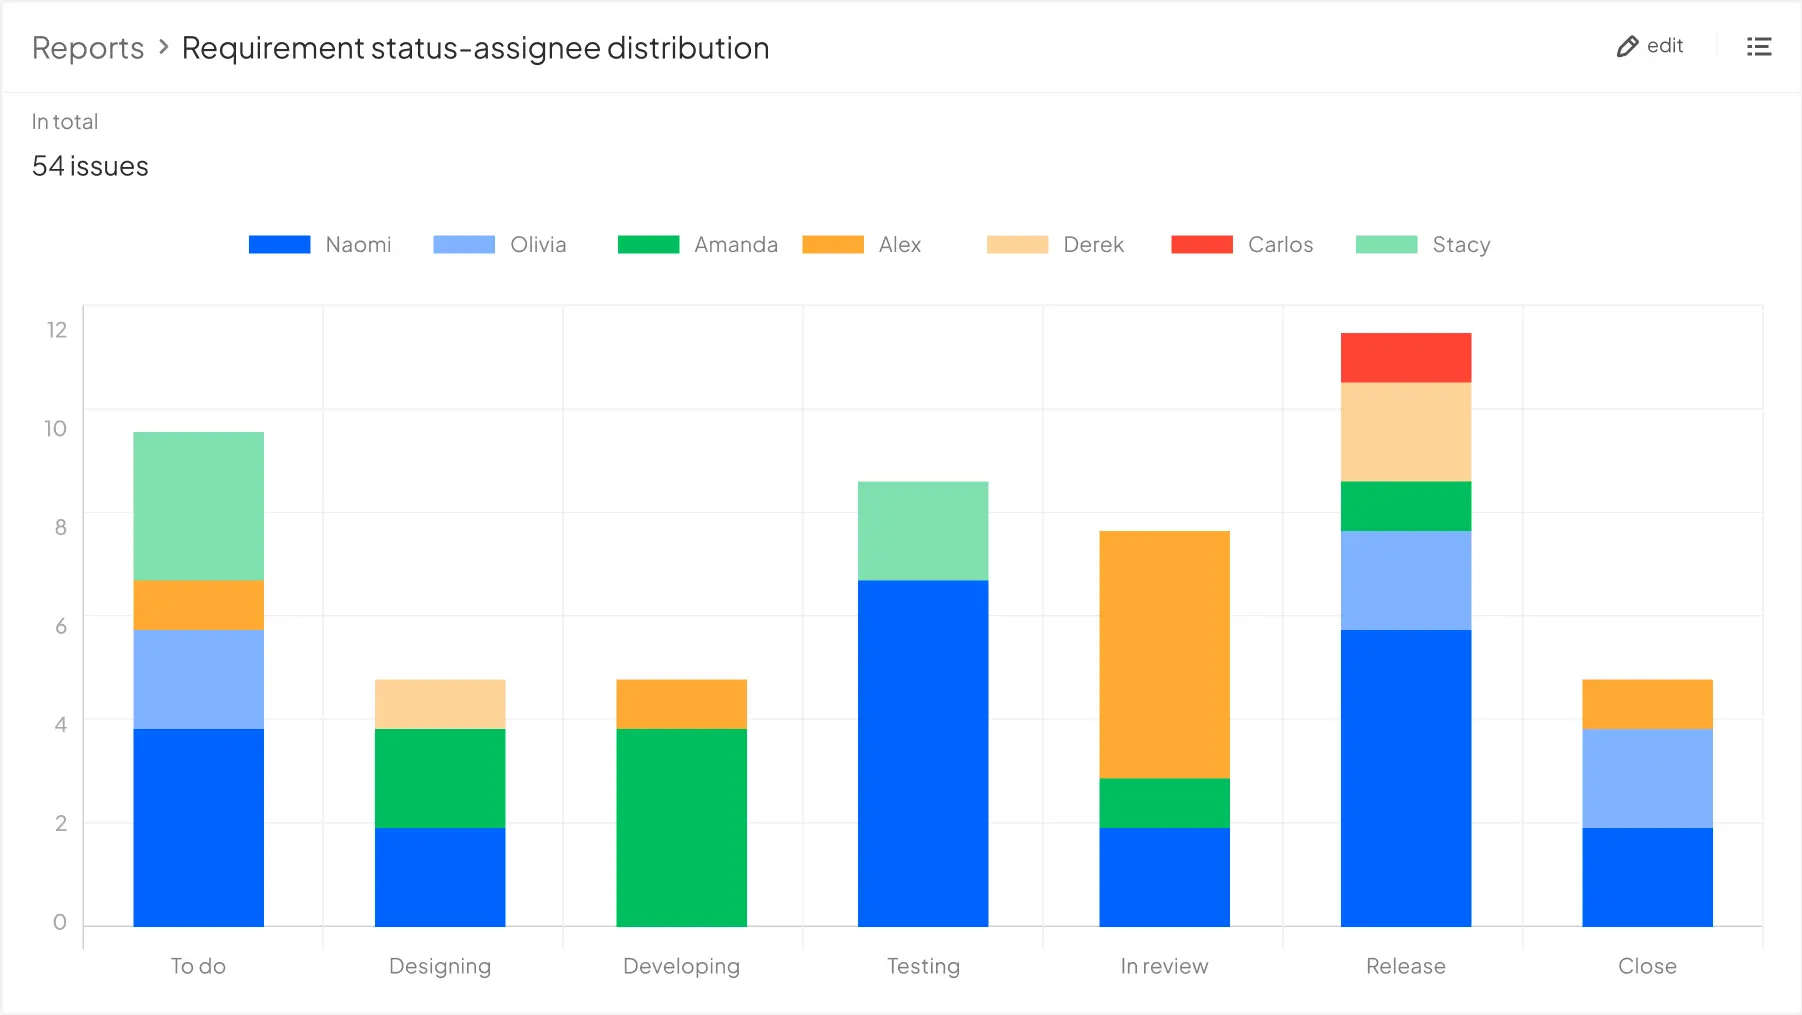 Reports > Requirement status-assignee distribution
edit
In total
54 issues
Naomi Olivia Amanda Alex Derek Carlos Stacy
12
10
8
6
4
2
0
To do Designing Developing Testing In review Release Close